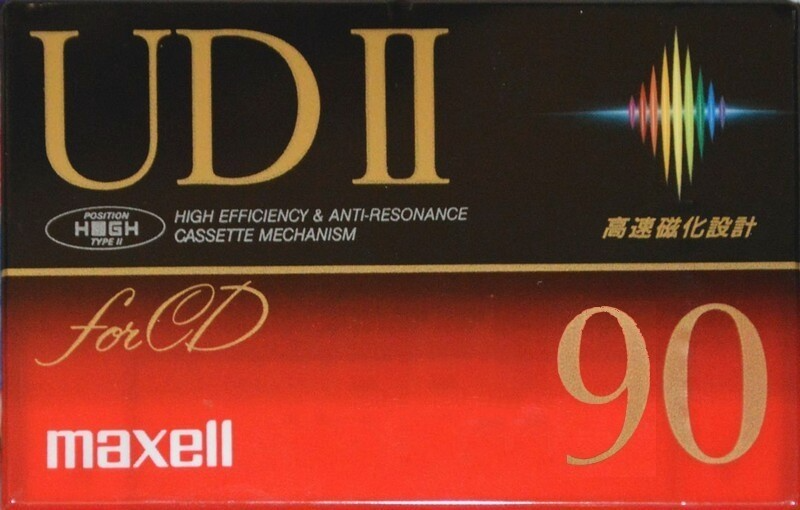 UD II
POSITION
HIGH
TYPE II
HIGH EFFICIENCY & ANTI-RESONANCE
CASSETTE MECHANISM
高速磁化設計
for CD
90
maxell